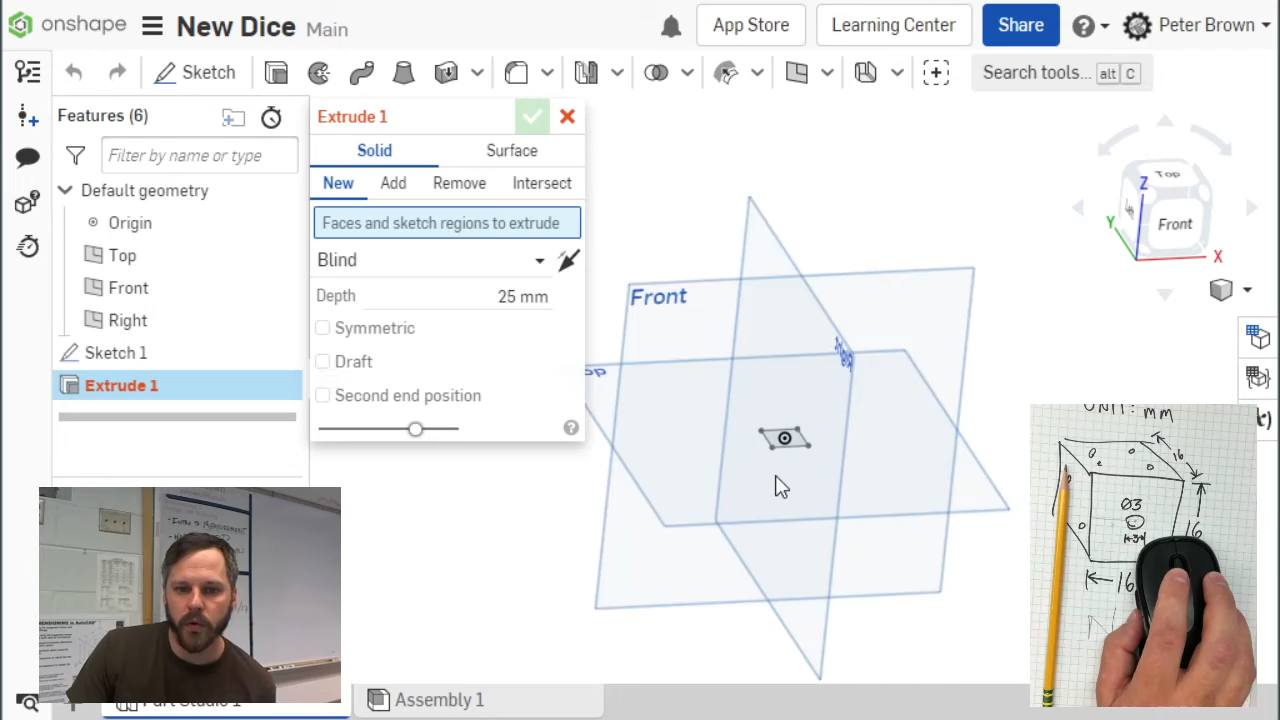 onshape
New Dice Main
App Store
Learning Center
Share
Peter Brown
Sketch
Search tools... alt C
Features (6)
Filter by name or type
Default geometry
Origin
Top
Front
Right
Sketch 1
Extrude 1
Extrude 1
Solid Surface
New Add Remove Intersect
Faces and sketch regions to extrude
Blind
Depth 25 mm
Symmetric
Draft
Second end position
Front
op
Top
Front
Z
Y
X
UNIT: mm
16
Ø3
16
16
Assembly 1